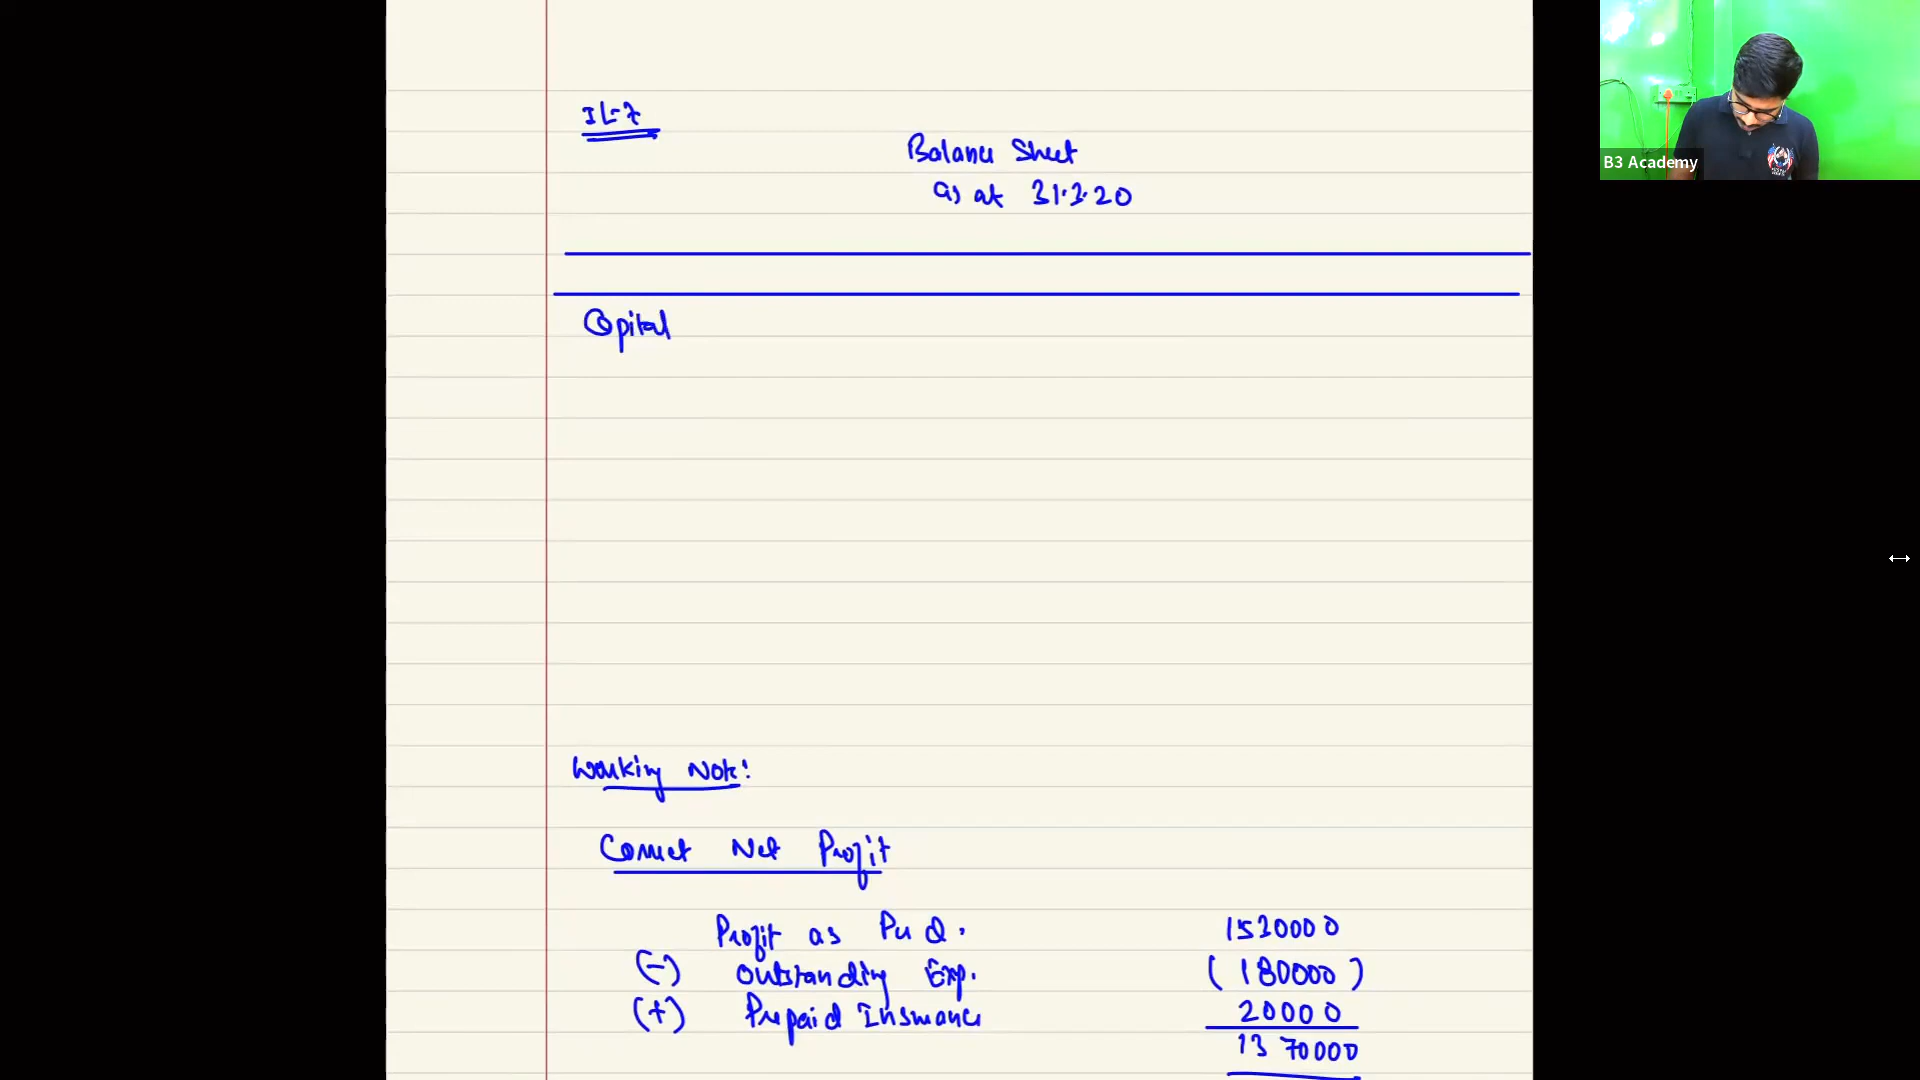 IL-7
Balance Sheet
as at 31.3.20
Capital
Working Note:
Correct Net Profit
Profit as Per Q. 1530000
(-) Outstanding Exp. (180000)
(+) Prepaid Insurance 20000
1370000
B3 Academy